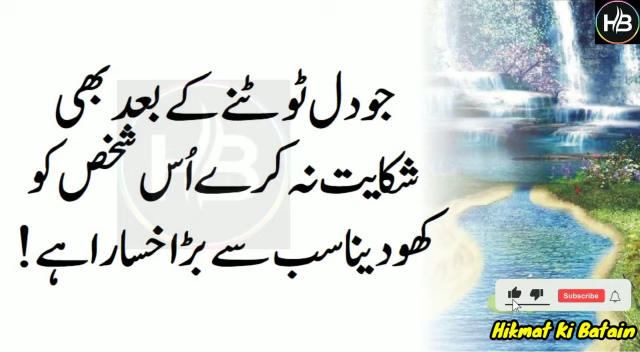 HB
جو دل ٹوٹنے کے بعد بھی
شکایت نہ کرے اُس شخص کو
کھو دینا سب سے بڑا خسارا ہے !
HB
Subscribe
Hikmat Ki Batain